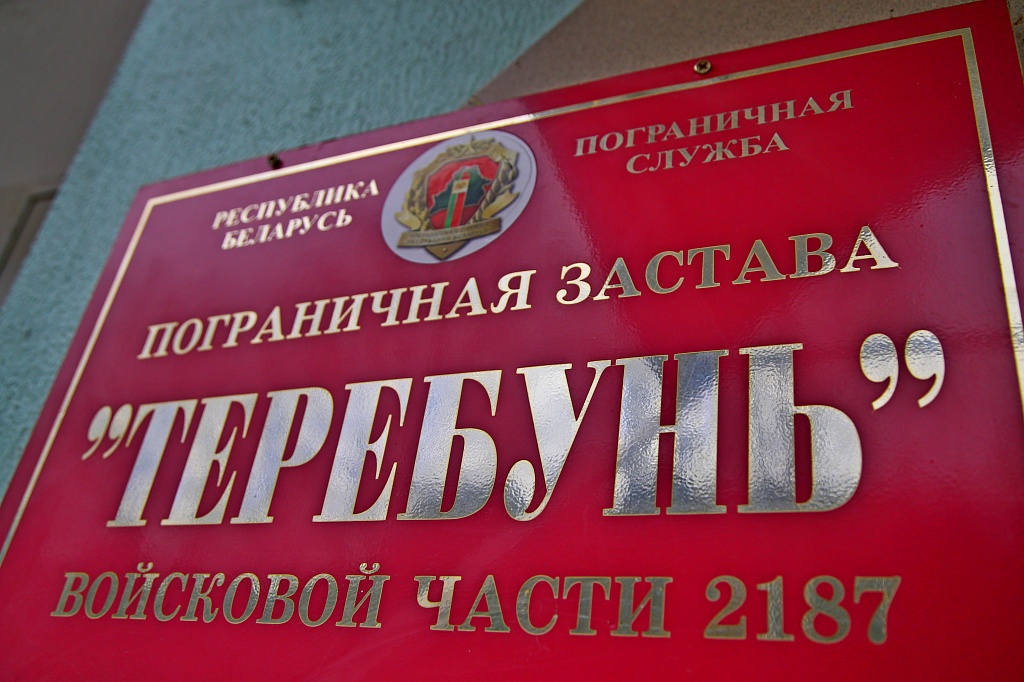 РЕСПУБЛИКА
БЕЛАРУСЬ
ПОГРАНИЧНАЯ
СЛУЖБА
ПОГРАНИЧНАЯ ЗАСТАВА
”ТЕРЕБУНЬ”
ВОЙСКОВОЙ ЧАСТИ 2187